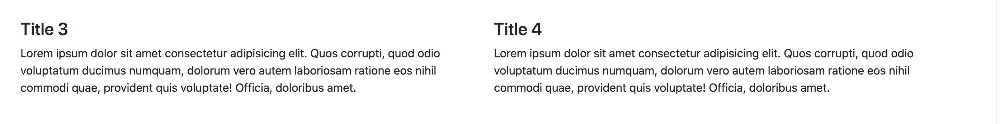 Title 3
Lorem ipsum dolor sit amet consectetur adipisicing elit. Quos corrupti, quod odio
voluptatum ducimus numquam, dolorum vero autem laboriosam ratione eos nihil
commodi quae, provident quis voluptate! Officia, doloribus amet.
Title 4
Lorem ipsum dolor sit amet consectetur adipisicing elit. Quos corrupti, quod odio
voluptatum ducimus numquam, dolorum vero autem laboriosam ratione eos nihil
commodi quae, provident quis voluptate! Officia, doloribus amet.